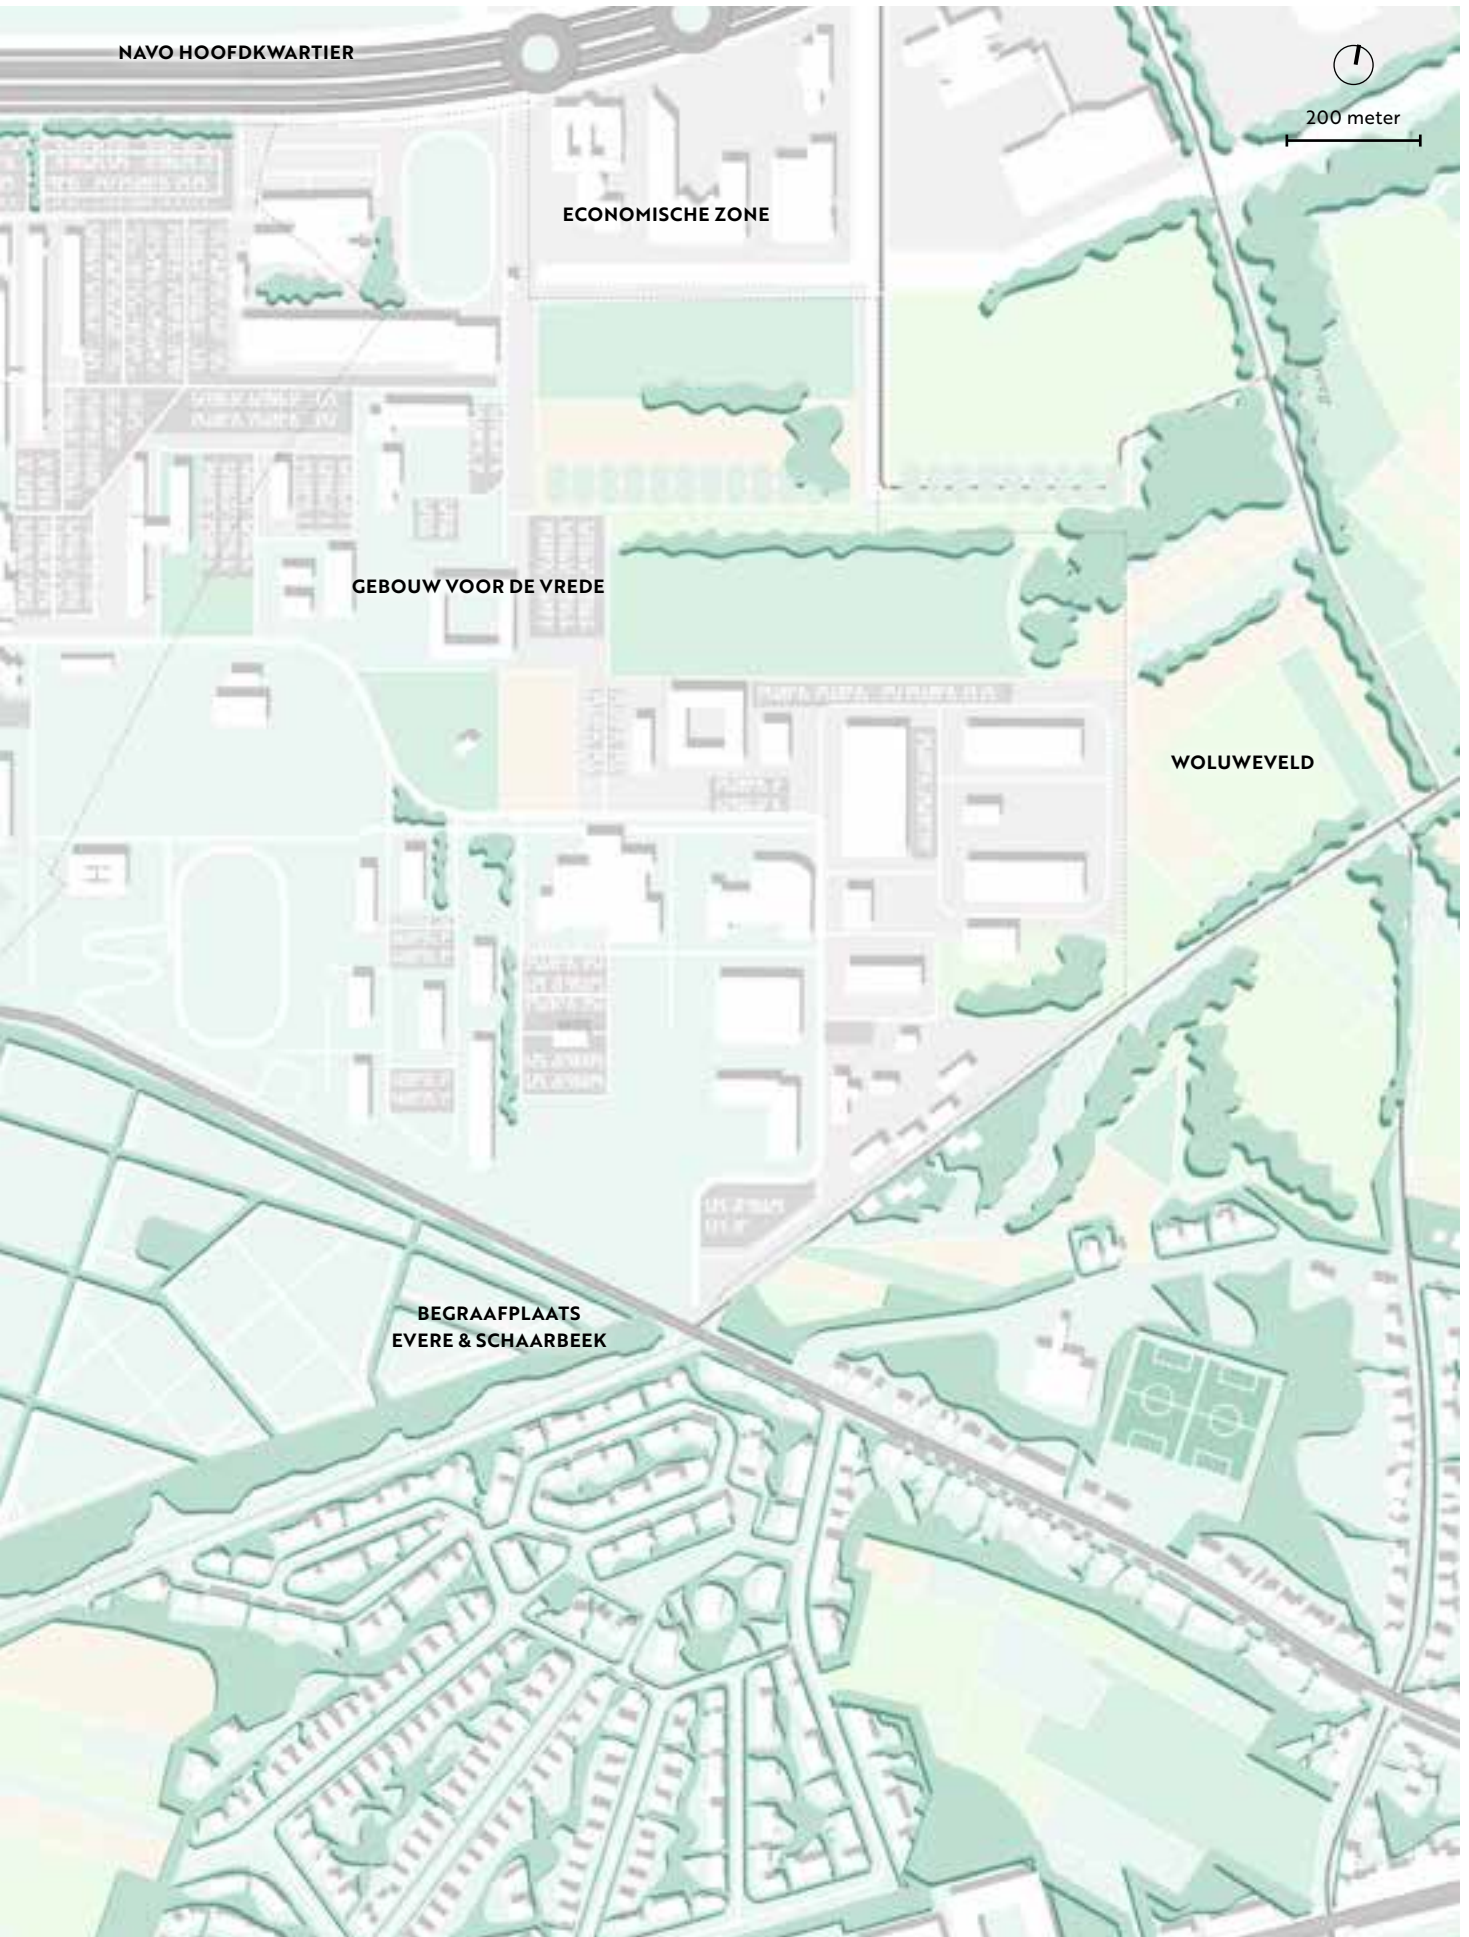 NAVO HOOFDKWARTIER
200 meter
ECONOMISCHE ZONE
GEBOUW VOOR DE VREDE
WOLUWEVELD
BEGRAAFPLAATS
EVERE & SCHAARBEEK